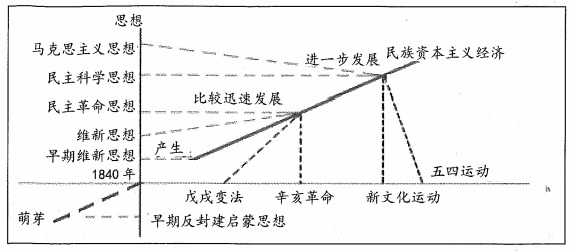 思想
马克思主义思想
进一步发展
民族资本主义经济
民主科学思想
民主革命思想
比较迅速发展
维新思想
早期维新思想
产生
1840年
戊戌变法
辛亥革命
新文化运动
五四运动
萌芽
早期反封建启蒙思想